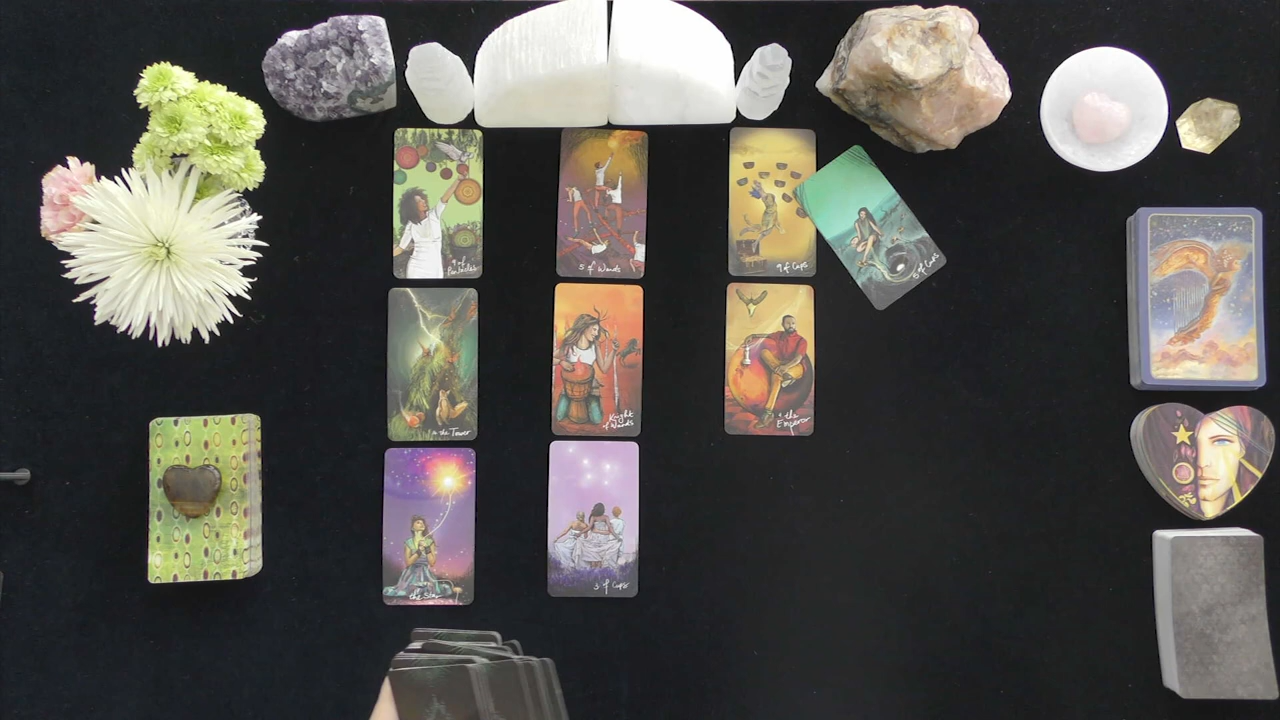 9 of
Pentacles
5 of Wands
9 of Cups
5 of Cups
the Tower
Knight
of Wands
the
Emperor
the Star
3 of Cups